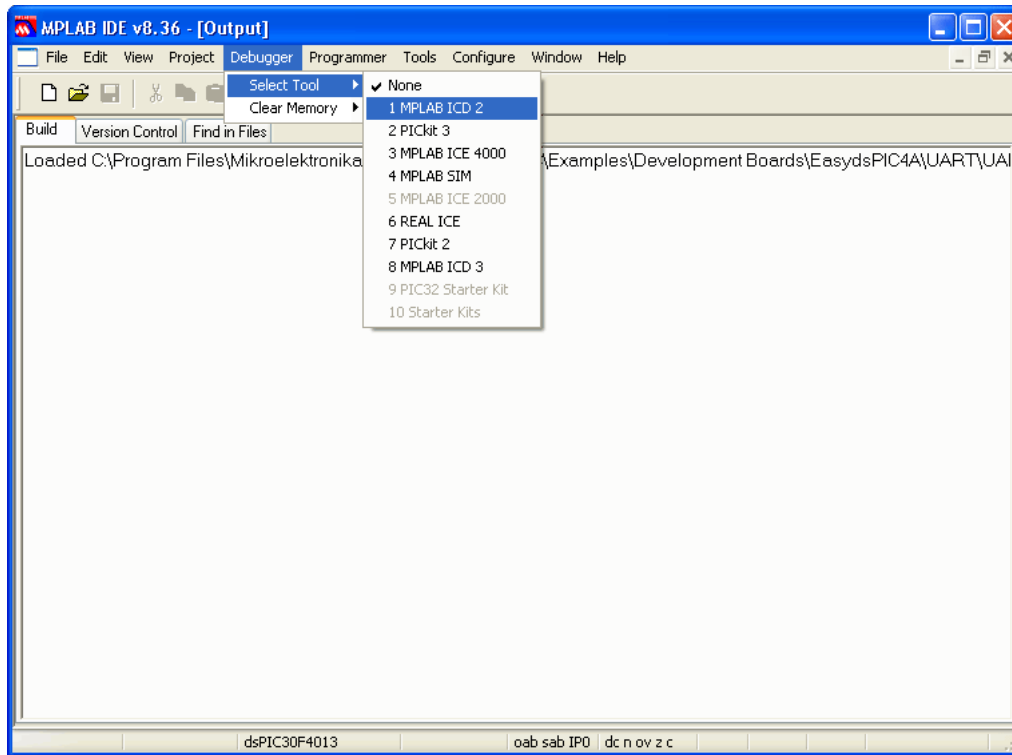 MPLAB IDE v8.36 - [Output]
File Edit View Project Debugger Programmer Tools Configure Window Help
Select Tool
Clear Memory
None
1 MPLAB ICD 2
2 PICkit 3
3 MPLAB ICE 4000
4 MPLAB SIM
5 MPLAB ICE 2000
6 REAL ICE
7 PICkit 2
8 MPLAB ICD 3
9 PIC32 Starter Kit
10 Starter Kits
Build Version Control Find in Files
Loaded C:\Program Files\Mikroelektronika \Examples\Development Boards\EasydsPIC4A\UART\UA
dsPIC30F4013 oab sab IP0 dc n ov z c